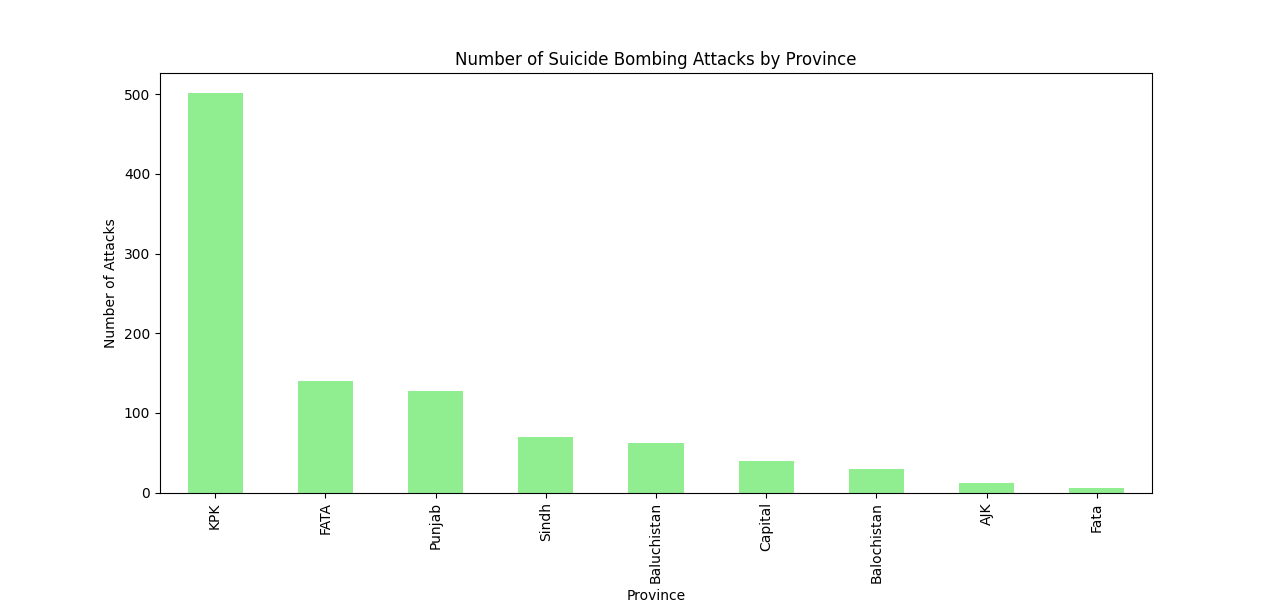 Number of Suicide Bombing Attacks by Province
500
400
300
200
100
0
Number of Attacks
KPK
FATA
Punjab
Sindh
Baluchistan
Capital
Balochistan
AJK
Fata
Province